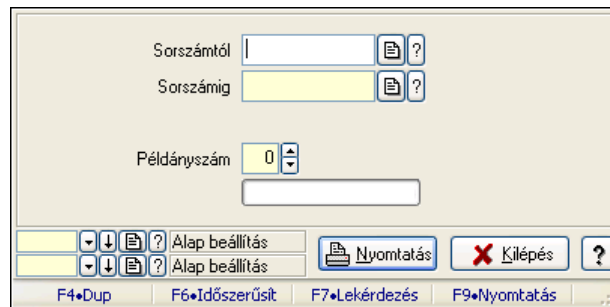 Sorszámtól ?
Sorszámig ?
Példányszám 0
? Alap beállítás
? Alap beállítás
Nyomtatás Kilépés ?
F4•Dup F6•Időszerűsít F7•Lekérdezés F9•Nyomtatás